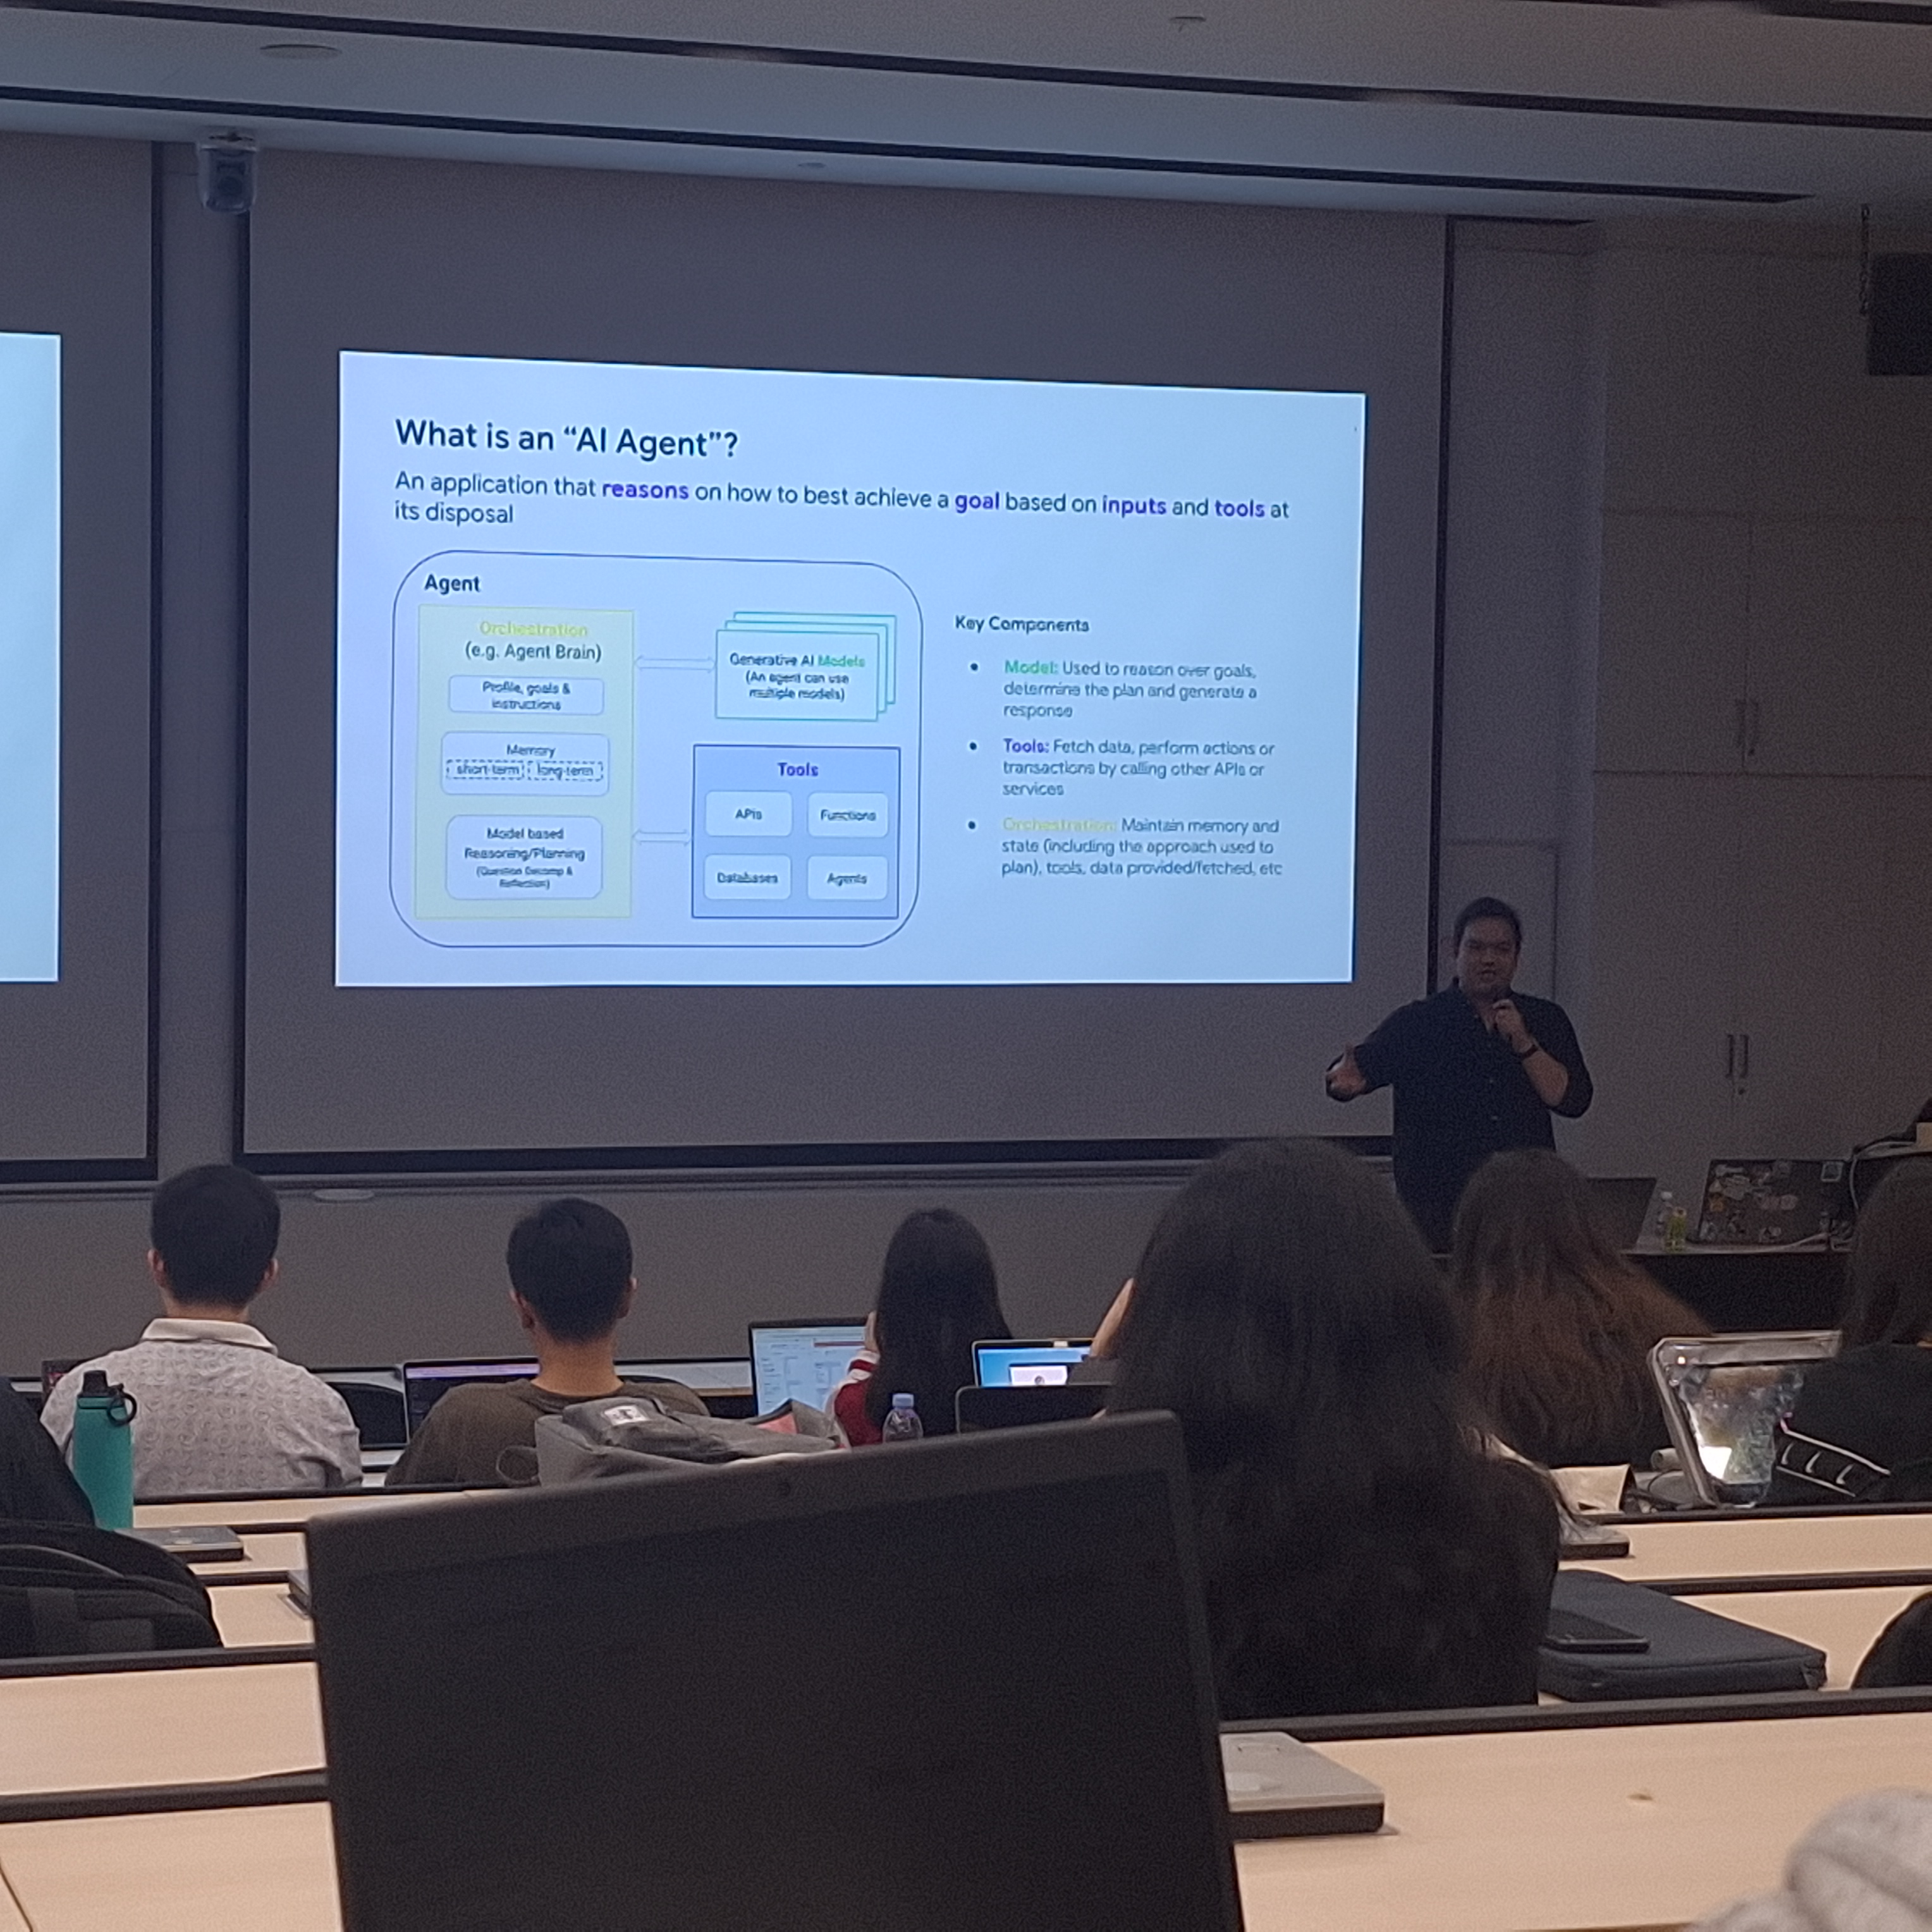 What is an “AI Agent”?
An application that reasons on how to best achieve a goal based on inputs and tools at
its disposal
Agent
Orchestration
(e.g. Agent Brain)
Profile, goals &
instructions
Memory
short-term long-term
Model based
Reasoning/Planning
(Question Decomp &
Reflection)
Generative AI Models
(An agent can use
multiple models)
Tools
APIs Functions
Databases Agents
Key Components
• Model: Used to reason over goals,
determine the plan and generate a
response
• Tools: Fetch data, perform actions or
transactions by calling other APIs or
services
• Orchestration: Maintain memory and
state (including the approach used to
plan), tools, data provided/fetched, etc